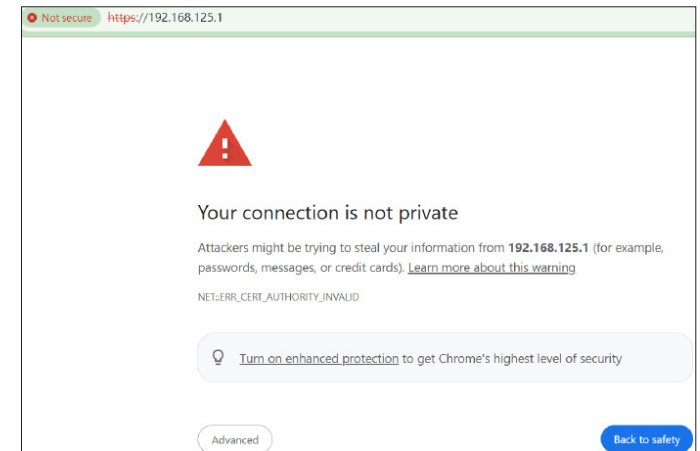 Not secure https://192.168.125.1
Your connection is not private
Attackers might be trying to steal your information from 192.168.125.1 (for example,
passwords, messages, or credit cards). Learn more about this warning
NET::ERR_CERT_AUTHORITY_INVALID
Turn on enhanced protection to get Chrome's highest level of security
Advanced
Back to safety